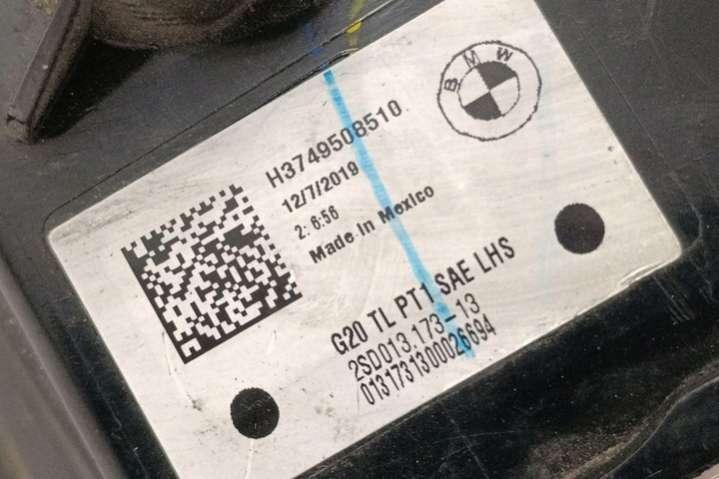 BMW
H3749508510
12/7/2019
2: 6:56
Made in Mexico
G20 TL PT1 SAE LHS
2SD013.173-13
0131731300026694